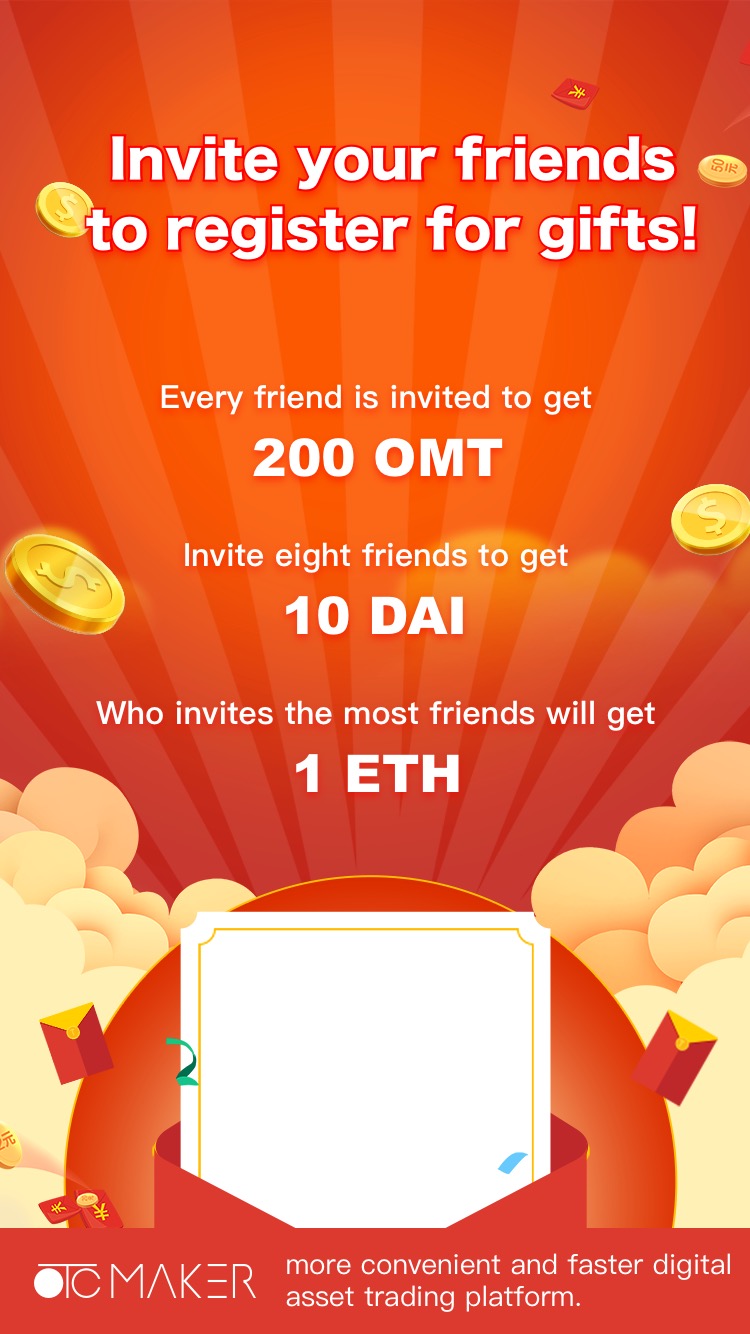 Invite your friends
to register for gifts!
Every friend is invited to get
200 OMT
Invite eight friends to get
10 DAI
Who invites the most friends will get
1 ETH
OTC MAKER
more convenient and faster digital
asset trading platform.